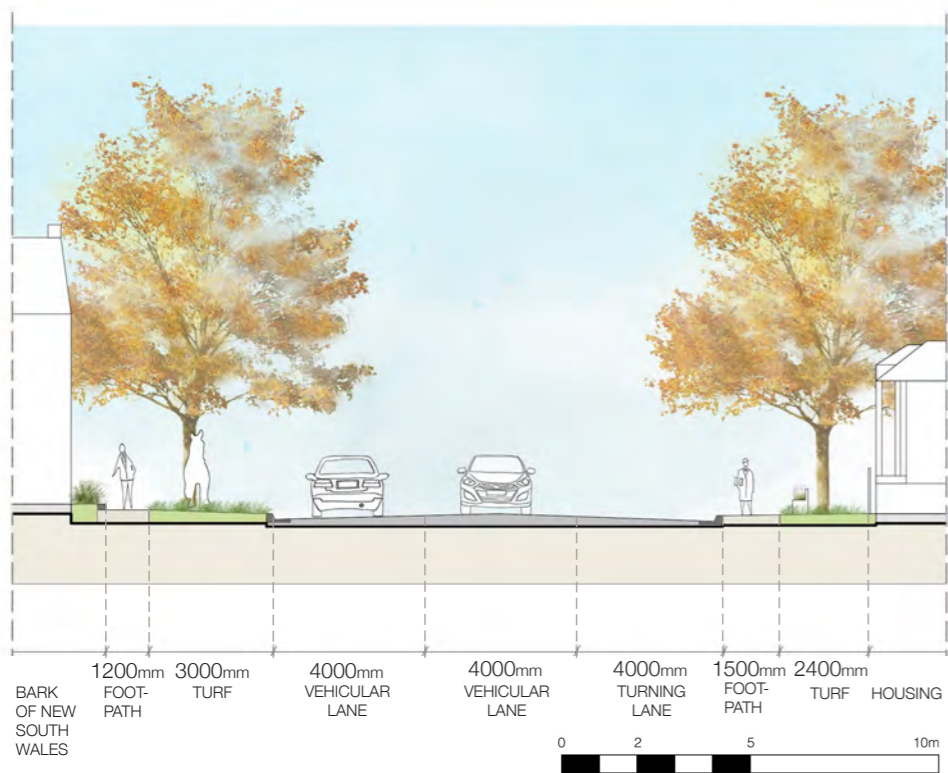 1200mm
FOOT-
PATH
3000mm
TURF
4000mm
VEHICULAR
LANE
4000mm
VEHICULAR
LANE
4000mm
TURNING
LANE
1500mm
FOOT-
PATH
2400mm
TURF
HOUSING
BARK
OF NEW
SOUTH
WALES
0 2 5 10m